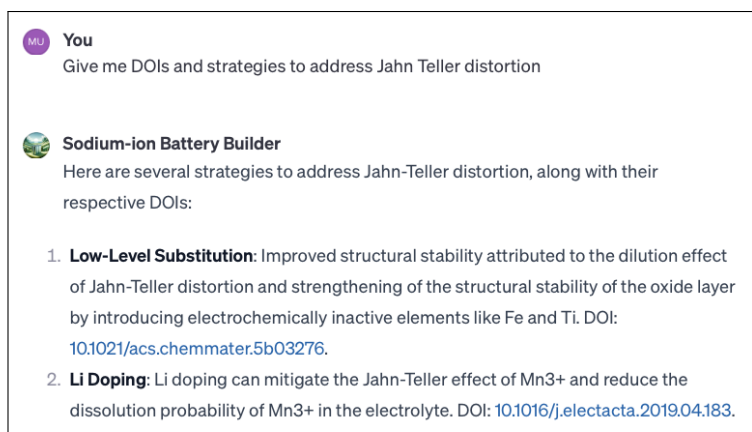 MU
You
Give me DOIs and strategies to address Jahn Teller distortion
Sodium-ion Battery Builder
Here are several strategies to address Jahn-Teller distortion, along with their
respective DOIs:
1. Low-Level Substitution: Improved structural stability attributed to the dilution effect
of Jahn-Teller distortion and strengthening of the structural stability of the oxide layer
by introducing electrochemically inactive elements like Fe and Ti. DOI:
10.1021/acs.chemmater.5b03276.
2. Li Doping: Li doping can mitigate the Jahn-Teller effect of Mn3+ and reduce the
dissolution probability of Mn3+ in the electrolyte. DOI: 10.1016/j.electacta.2019.04.183.